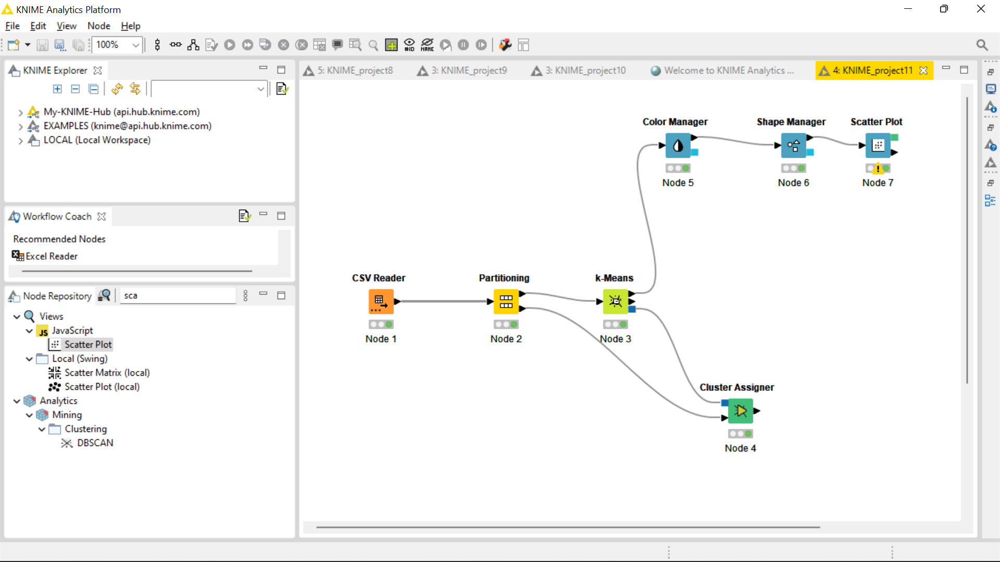 KNIME Analytics Platform
File Edit View Node Help
100%
#ID
NAME
KNIME Explorer
My-KNIME-Hub (api.hub.knime.com)
EXAMPLES (knime@api.hub.knime.com)
LOCAL (Local Workspace)
Workflow Coach
Recommended Nodes
Excel Reader
Node Repository
sca
Views
JS JavaScript
Scatter Plot
Local (Swing)
Scatter Matrix (local)
Scatter Plot (local)
Analytics
Mining
Clustering
DBSCAN
5: KNIME_project8
3: KNIME_project9
3: KNIME_project10
Welcome to KNIME Analytics ...
4: KNIME_project11
Color Manager
Shape Manager
Scatter Plot
Node 5
Node 6
Node 7
CSV Reader
Partitioning
k-Means
Node 1
Node 2
Node 3
Cluster Assigner
Node 4